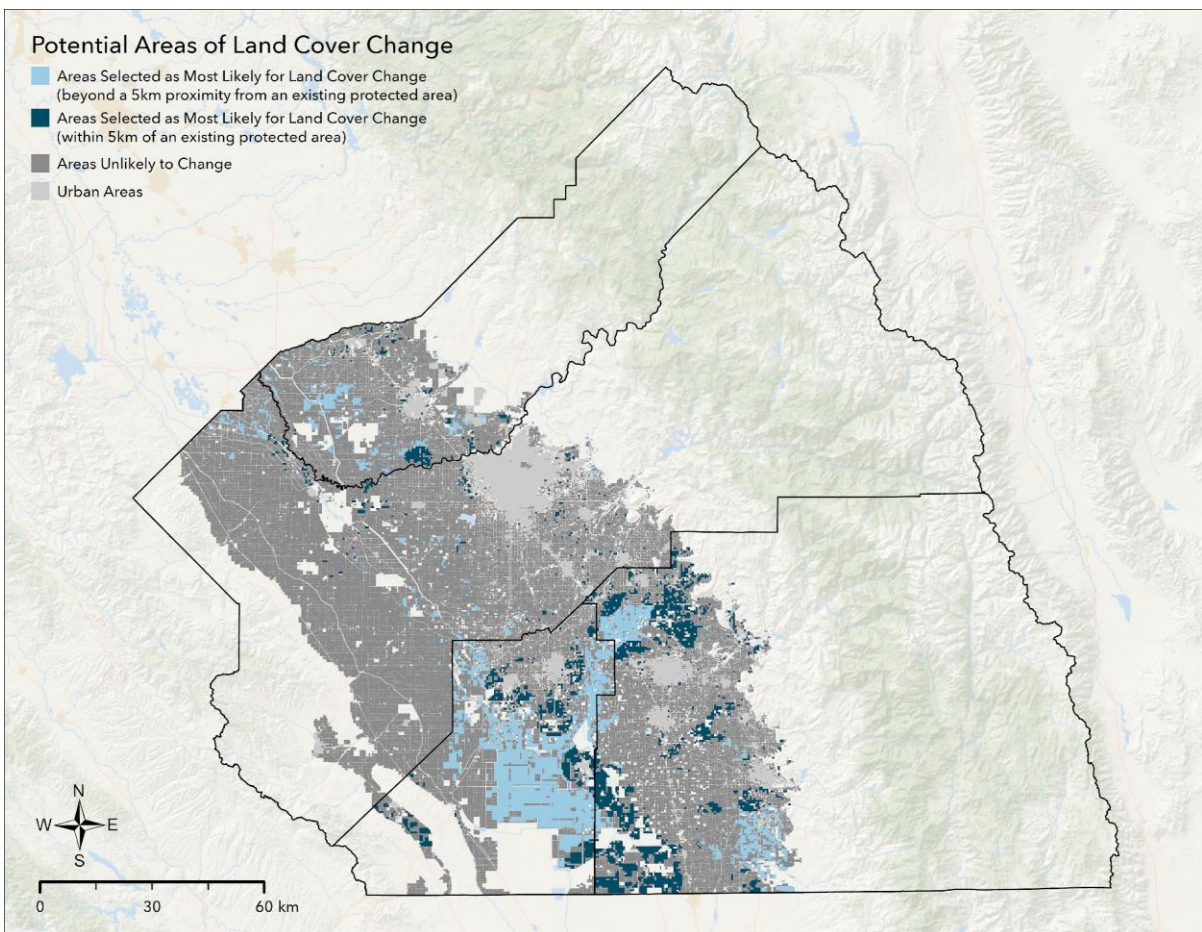 Potential Areas of Land Cover Change
Areas Selected as Most Likely for Land Cover Change
(beyond a 5km proximity from an existing protected area)
Areas Selected as Most Likely for Land Cover Change
(within 5km of an existing protected area)
Areas Unlikely to Change
Urban Areas
N
W E
S
0 30 60 km